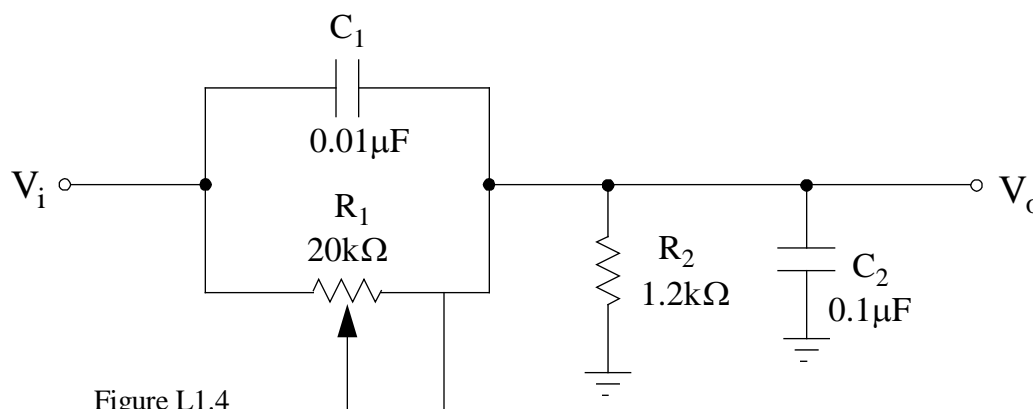 C₁
0.01μF
Vᵢ
R₁
20kΩ
Vₒ
R₂
1.2kΩ
C₂
0.1μF
Figure L1.4